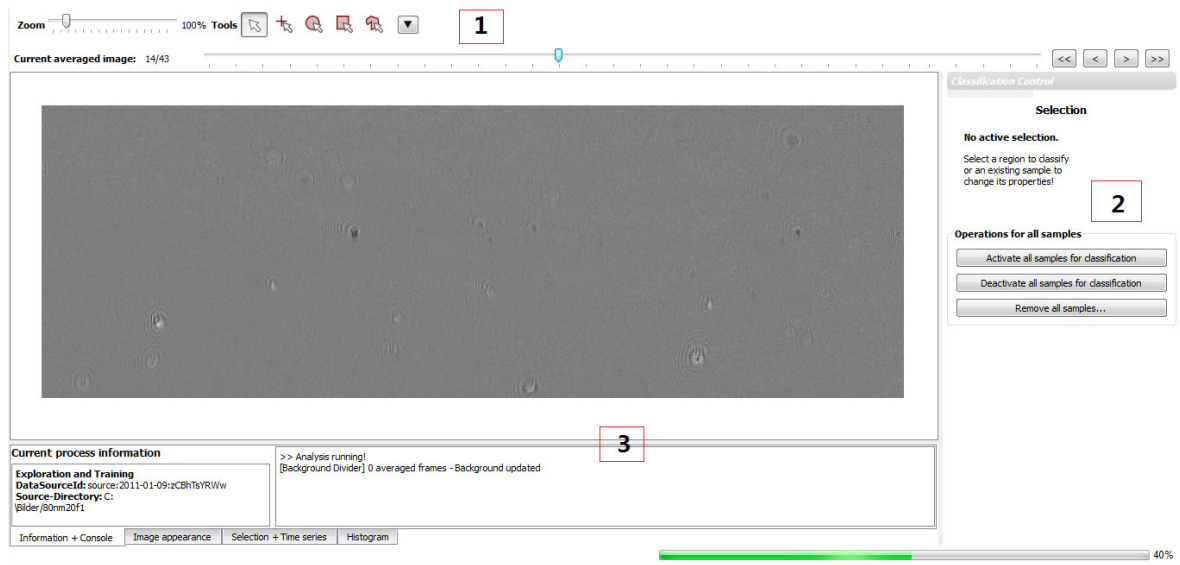 Zoom 100% Tools
1
Current averaged image: 14/43 << < > >>
Classification Control
Selection
No active selection.
Select a region to classify
or an existing sample to
change its properties!
2
Operations for all samples
Activate all samples for classification
Deactivate all samples for classification
Remove all samples...
3
Current process information
Exploration and Training
DataSourceId: source:2011-01-09:zCBhTsYRWw
Source-Directory: C:
\Bilder/80nm20f1
>> Analysis running!
[Background Divider] 0 averaged frames - Background updated
Information + Console Image appearance Selection + Time series Histogram
40%